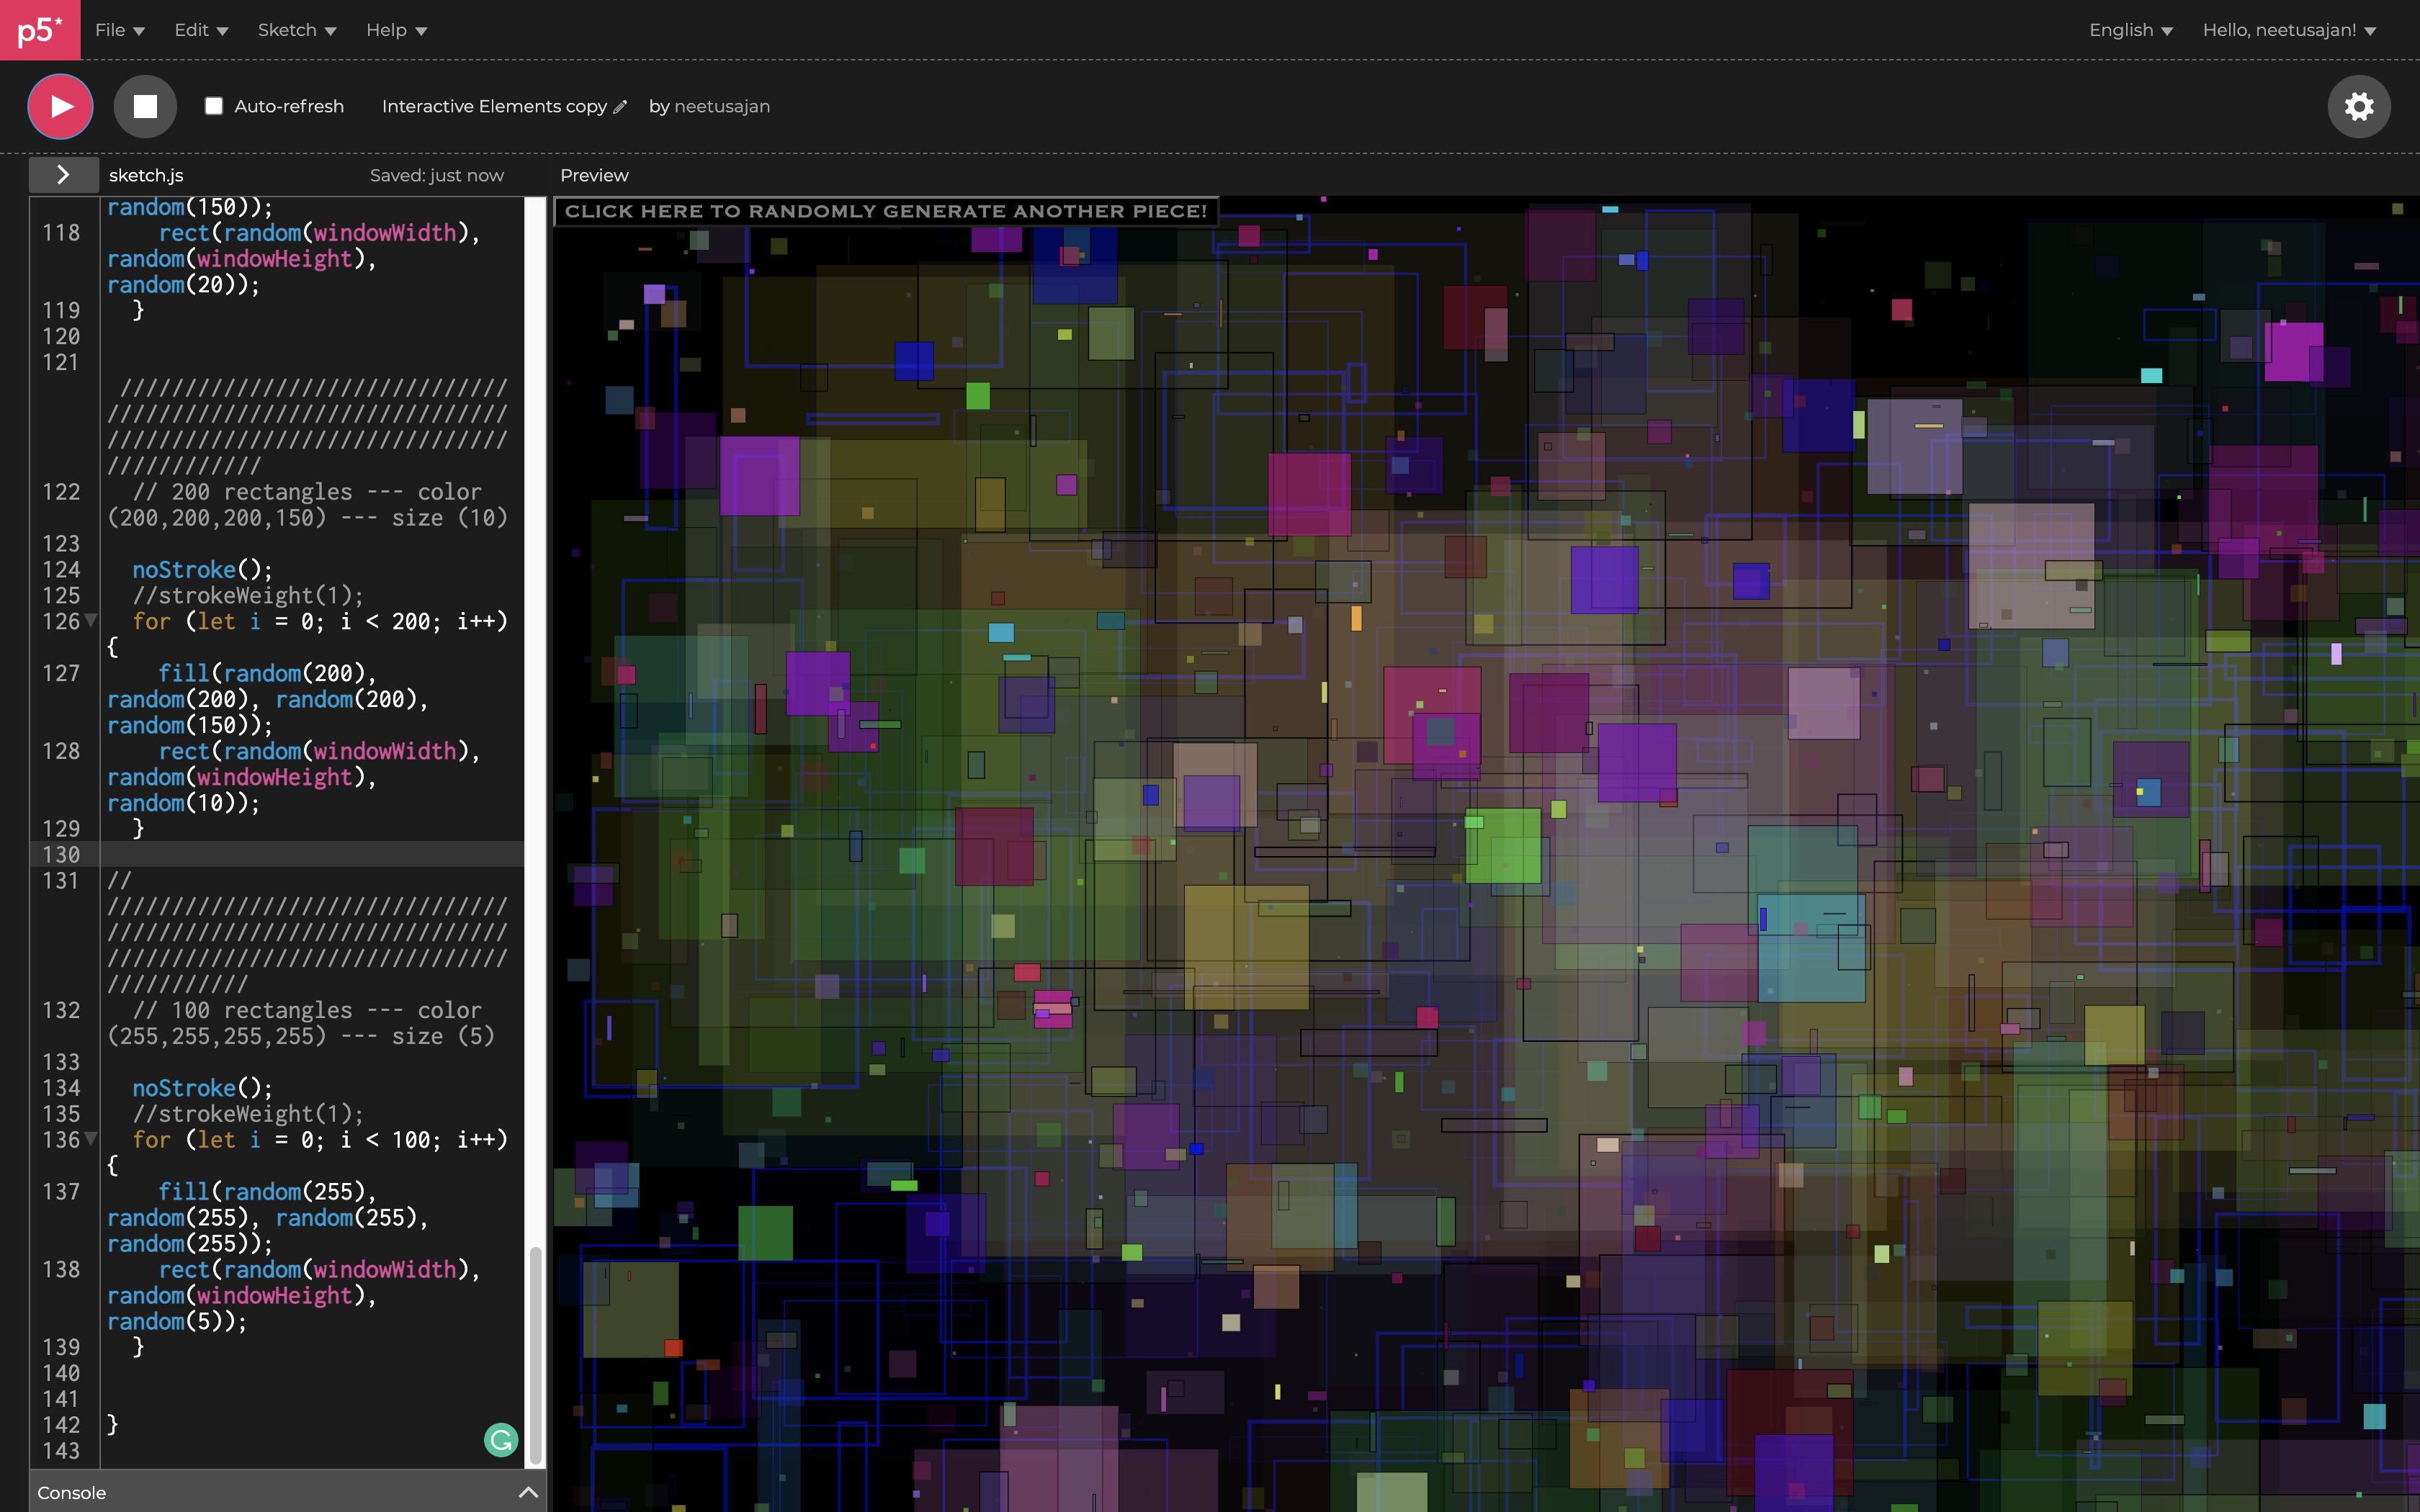 p5*
File
Edit
Sketch
Help
English
Hello, neetusajan!
Auto-refresh
Interactive Elements copy
by neetusajan
sketch.js
Saved: just now
Preview
random(150));
118 rect(random(windowWidth),
random(windowHeight),
random(20));
119 }
120
121
//////////////////////////////
///////////////////////////////
///////////////////////////////
////////////
122 // 200 rectangles --- color
(200,200,200,150) --- size (10)
123
124 noStroke();
125 //strokeWeight(1);
126 for (let i = 0; i < 200; i++)
{
127 fill(random(200),
random(200), random(200),
random(150));
128 rect(random(windowWidth),
random(windowHeight),
random(10));
129 }
130
131 //
///////////////////////////////
///////////////////////////////
///////////////////////////////
///////////
132 // 100 rectangles --- color
(255,255,255,255) --- size (5)
133
134 noStroke();
135 //strokeWeight(1);
136 for (let i = 0; i < 100; i++)
{
137 fill(random(255),
random(255), random(255),
random(255));
138 rect(random(windowWidth),
random(windowHeight),
random(5));
139 }
140
141
142 }
143
Console
CLICK HERE TO RANDOMLY GENERATE ANOTHER PIECE!